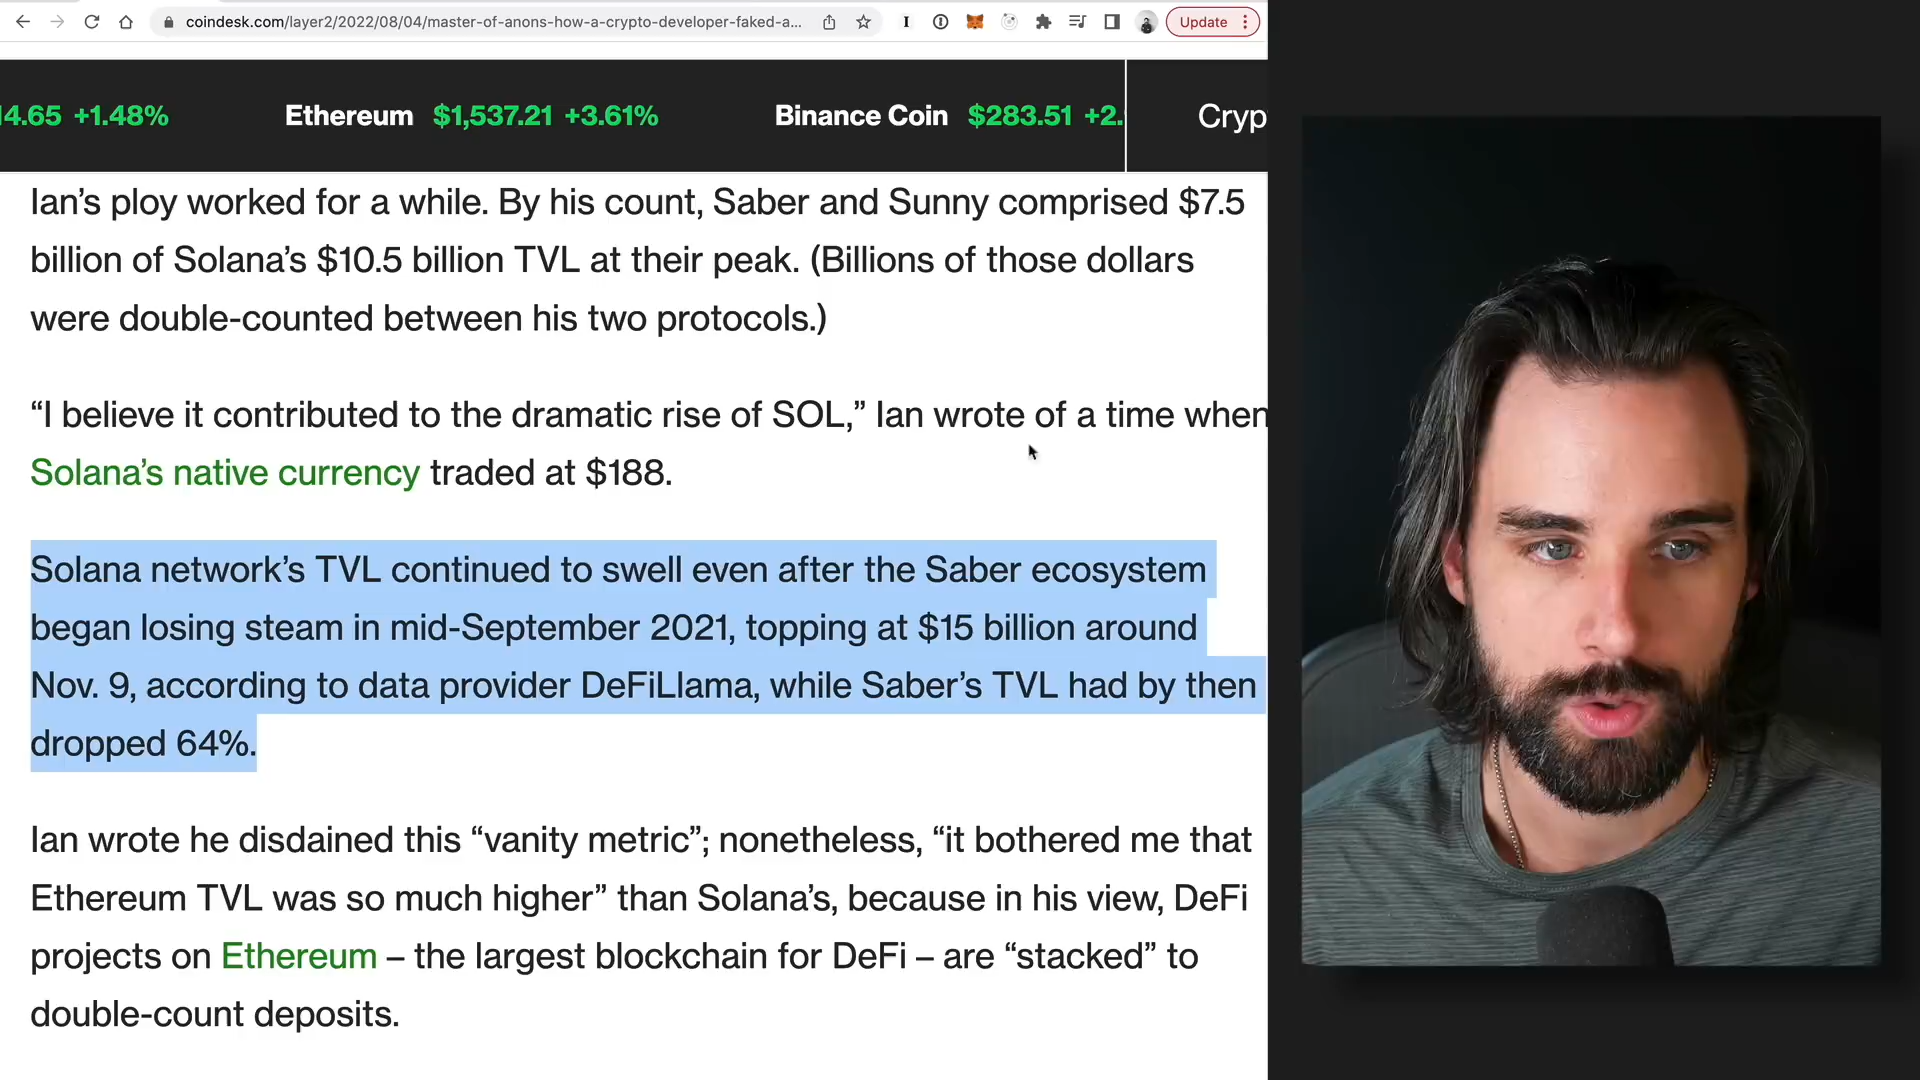 coindesk.com/layer2/2022/08/04/master-of-anons-how-a-crypto-developer-faked-a...
Update
14.65 +1.48% Ethereum $1,537.21 +3.61% Binance Coin $283.51 +2. Cryp
Ian’s ploy worked for a while. By his count, Saber and Sunny comprised $7.5
billion of Solana’s $10.5 billion TVL at their peak. (Billions of those dollars
were double-counted between his two protocols.)
“I believe it contributed to the dramatic rise of SOL,” Ian wrote of a time when
Solana’s native currency traded at $188.
Solana network’s TVL continued to swell even after the Saber ecosystem
began losing steam in mid-September 2021, topping at $15 billion around
Nov. 9, according to data provider DeFiLlama, while Saber’s TVL had by then
dropped 64%.
Ian wrote he disdained this “vanity metric”; nonetheless, “it bothered me that
Ethereum TVL was so much higher” than Solana’s, because in his view, DeFi
projects on Ethereum – the largest blockchain for DeFi – are “stacked” to
double-count deposits.